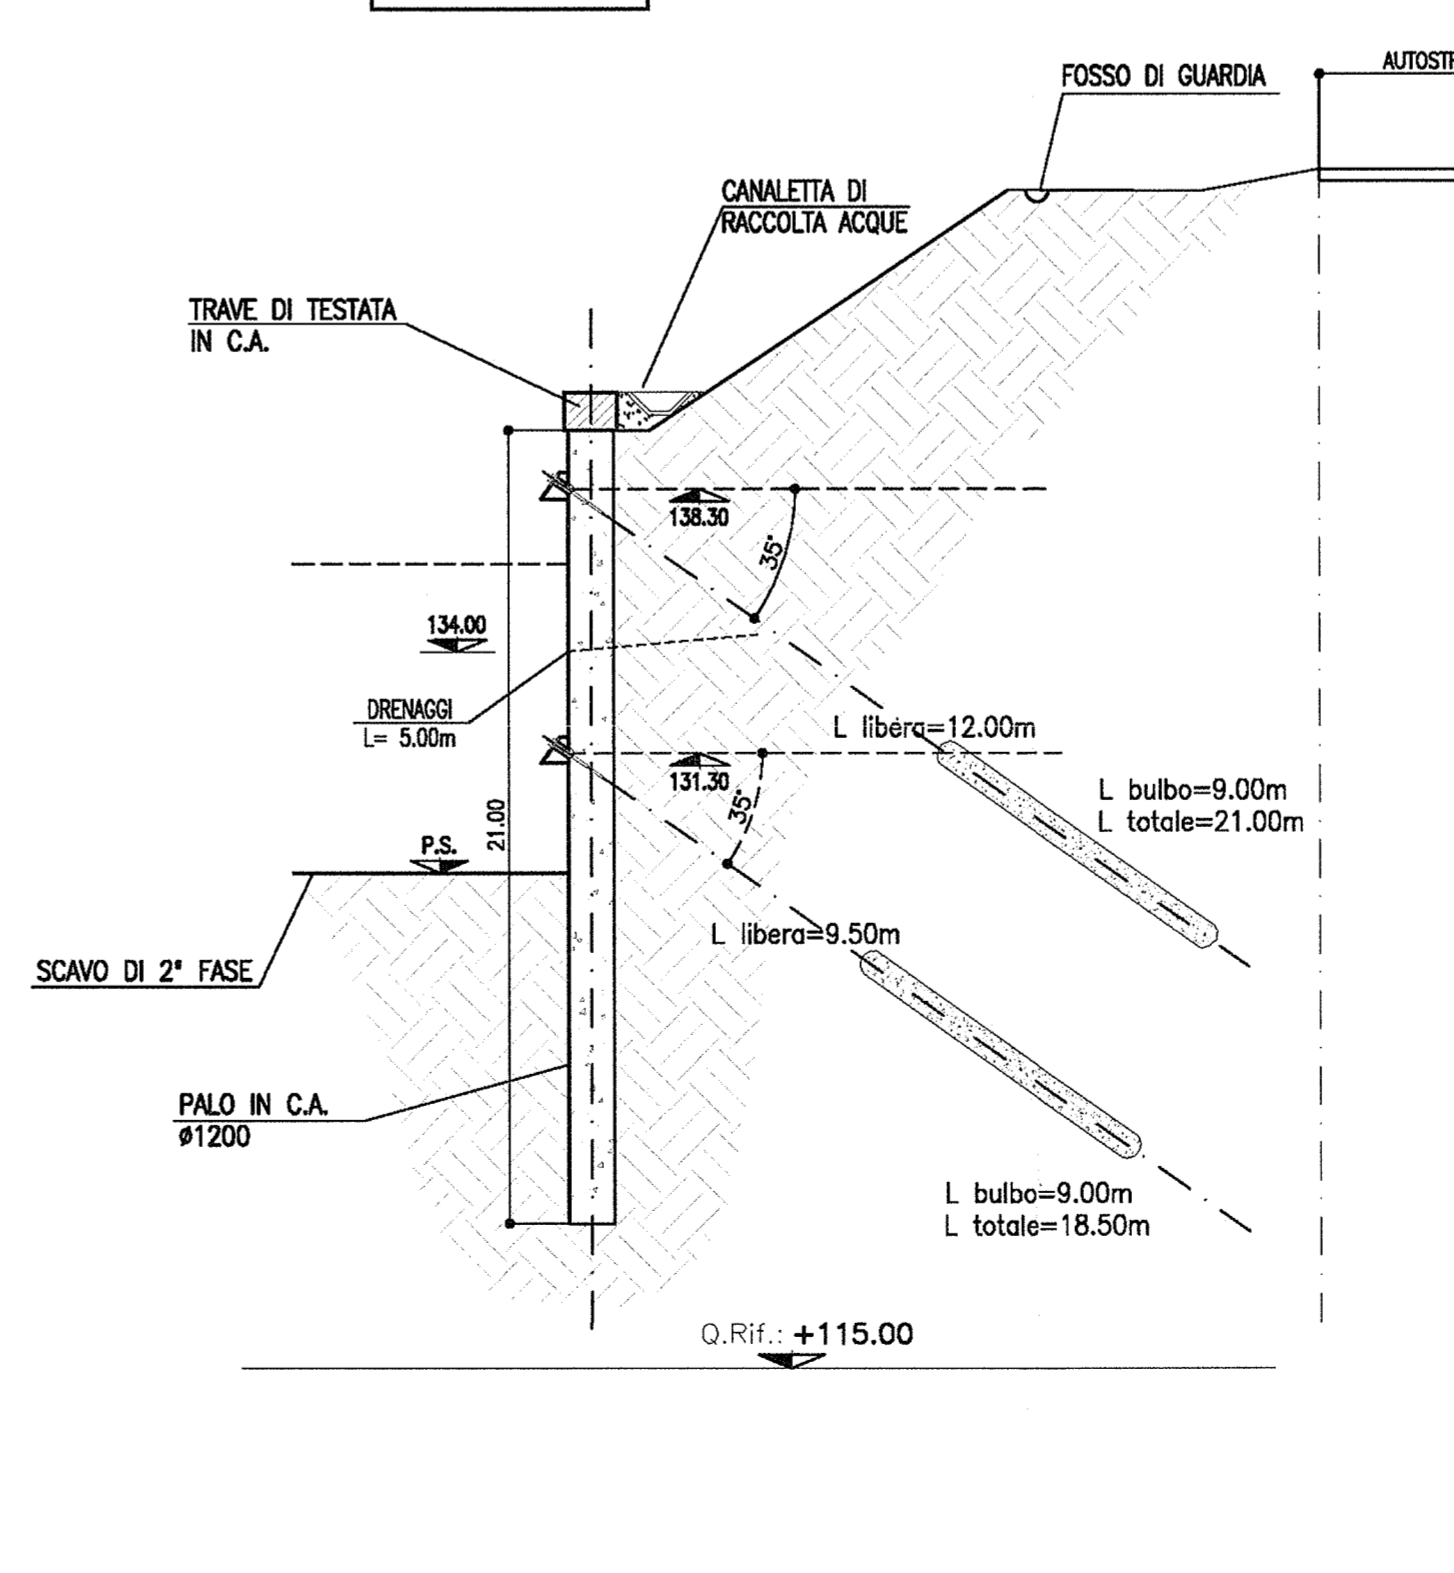 AUTOSTR
FOSSO DI GUARDIA
CANALETTA DI
RACCOLTA ACQUE
TRAVE DI TESTATA
IN C.A.
138.30
35°
134.00
DRENAGGI
L= 5.00m
L libera=12.00m
131.30
35°
L bulbo=9.00m
L totale=21.00m
21.00
P.S.
L libera=9.50m
SCAVO DI 2ª FASE
PALO IN C.A.
ø1200
L bulbo=9.00m
L totale=18.50m
Q.Rif.: +115.00